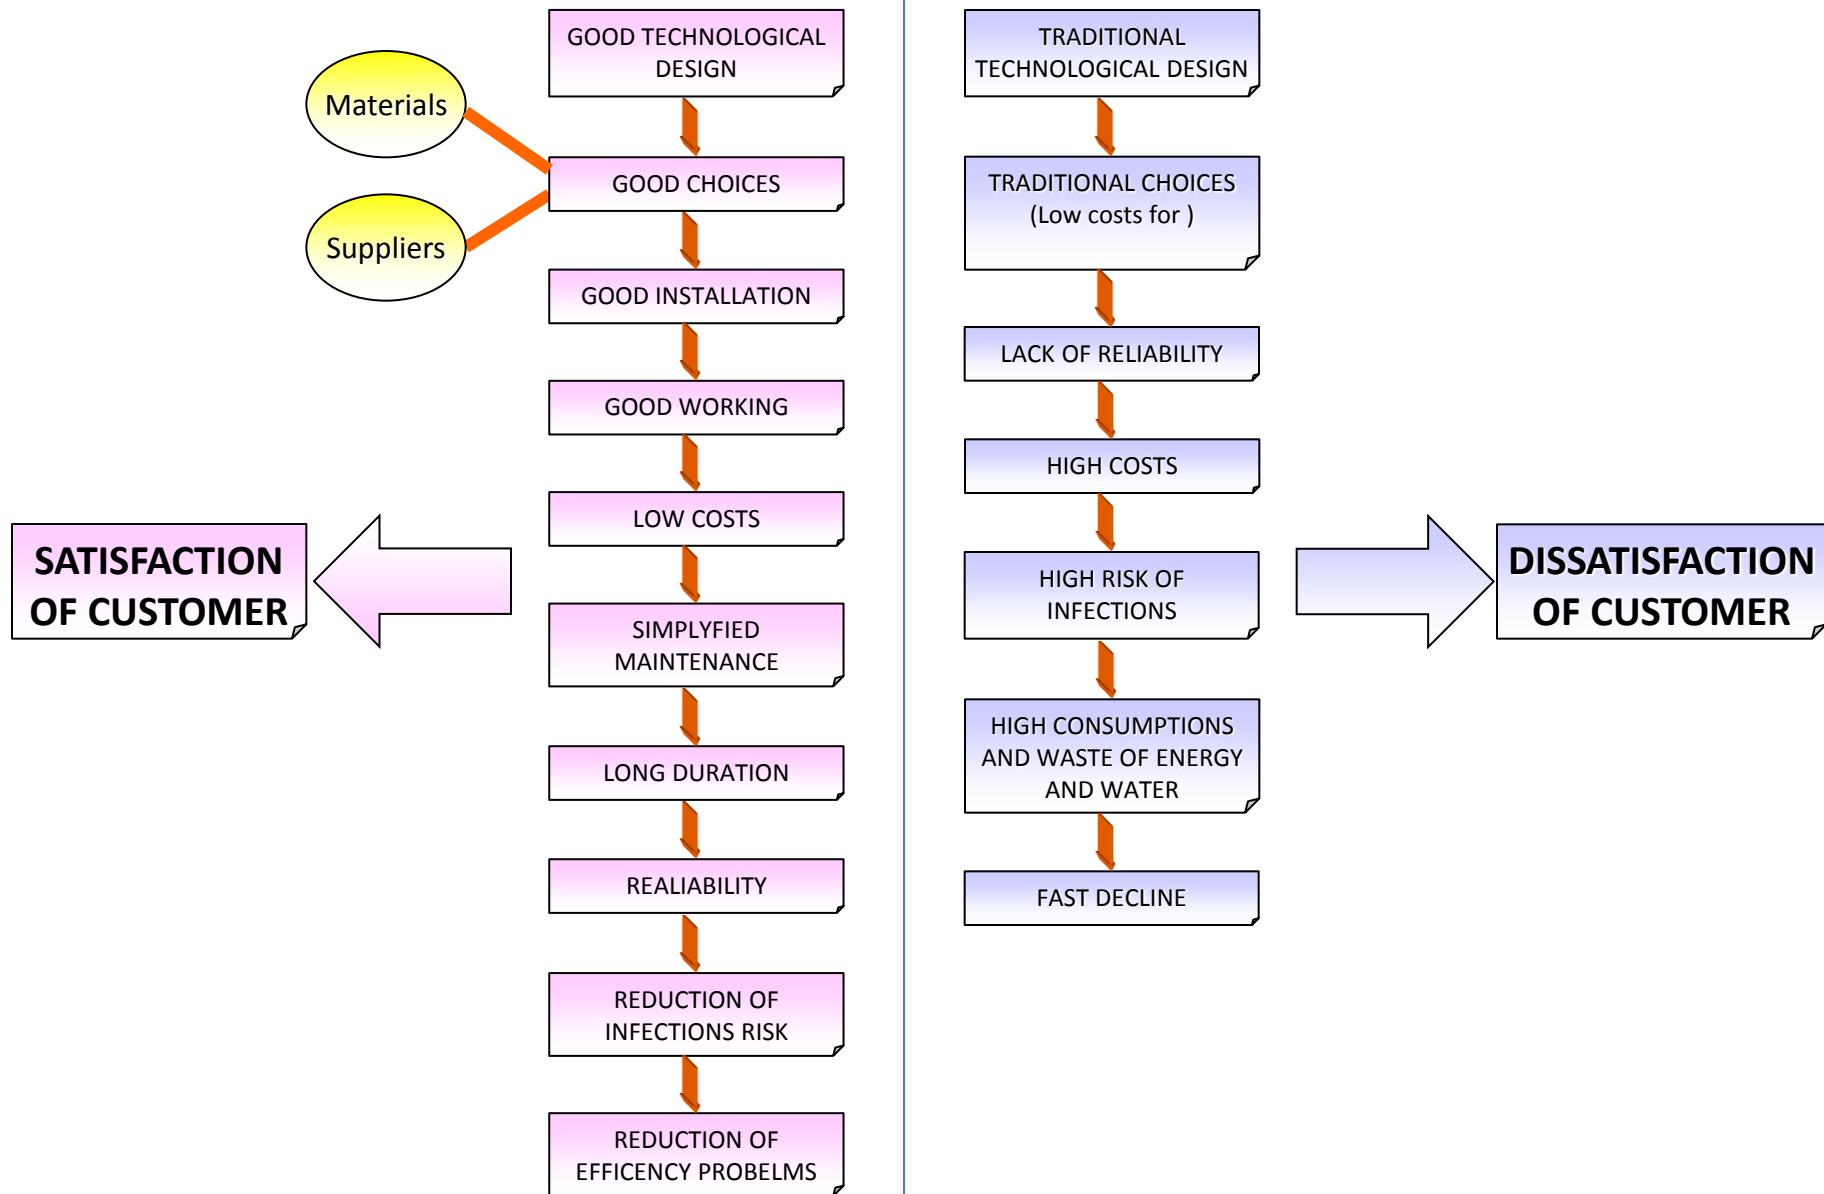 GOOD TECHNOLOGICAL
DESIGN
Materials
GOOD CHOICES
Suppliers
GOOD INSTALLATION
GOOD WORKING
LOW COSTS
SATISFACTION
OF CUSTOMER
SIMPLYFIED
MAINTENANCE
LONG DURATION
REALIABILITY
REDUCTION OF
INFECTIONS RISK
REDUCTION OF
EFFICENCY PROBELMS
TRADITIONAL
TECHNOLOGICAL DESIGN
TRADITIONAL CHOICES
(Low costs for )
LACK OF RELIABILITY
HIGH COSTS
HIGH RISK OF
INFECTIONS
DISSATISFACTION
OF CUSTOMER
HIGH CONSUMPTIONS
AND WASTE OF ENERGY
AND WATER
FAST DECLINE